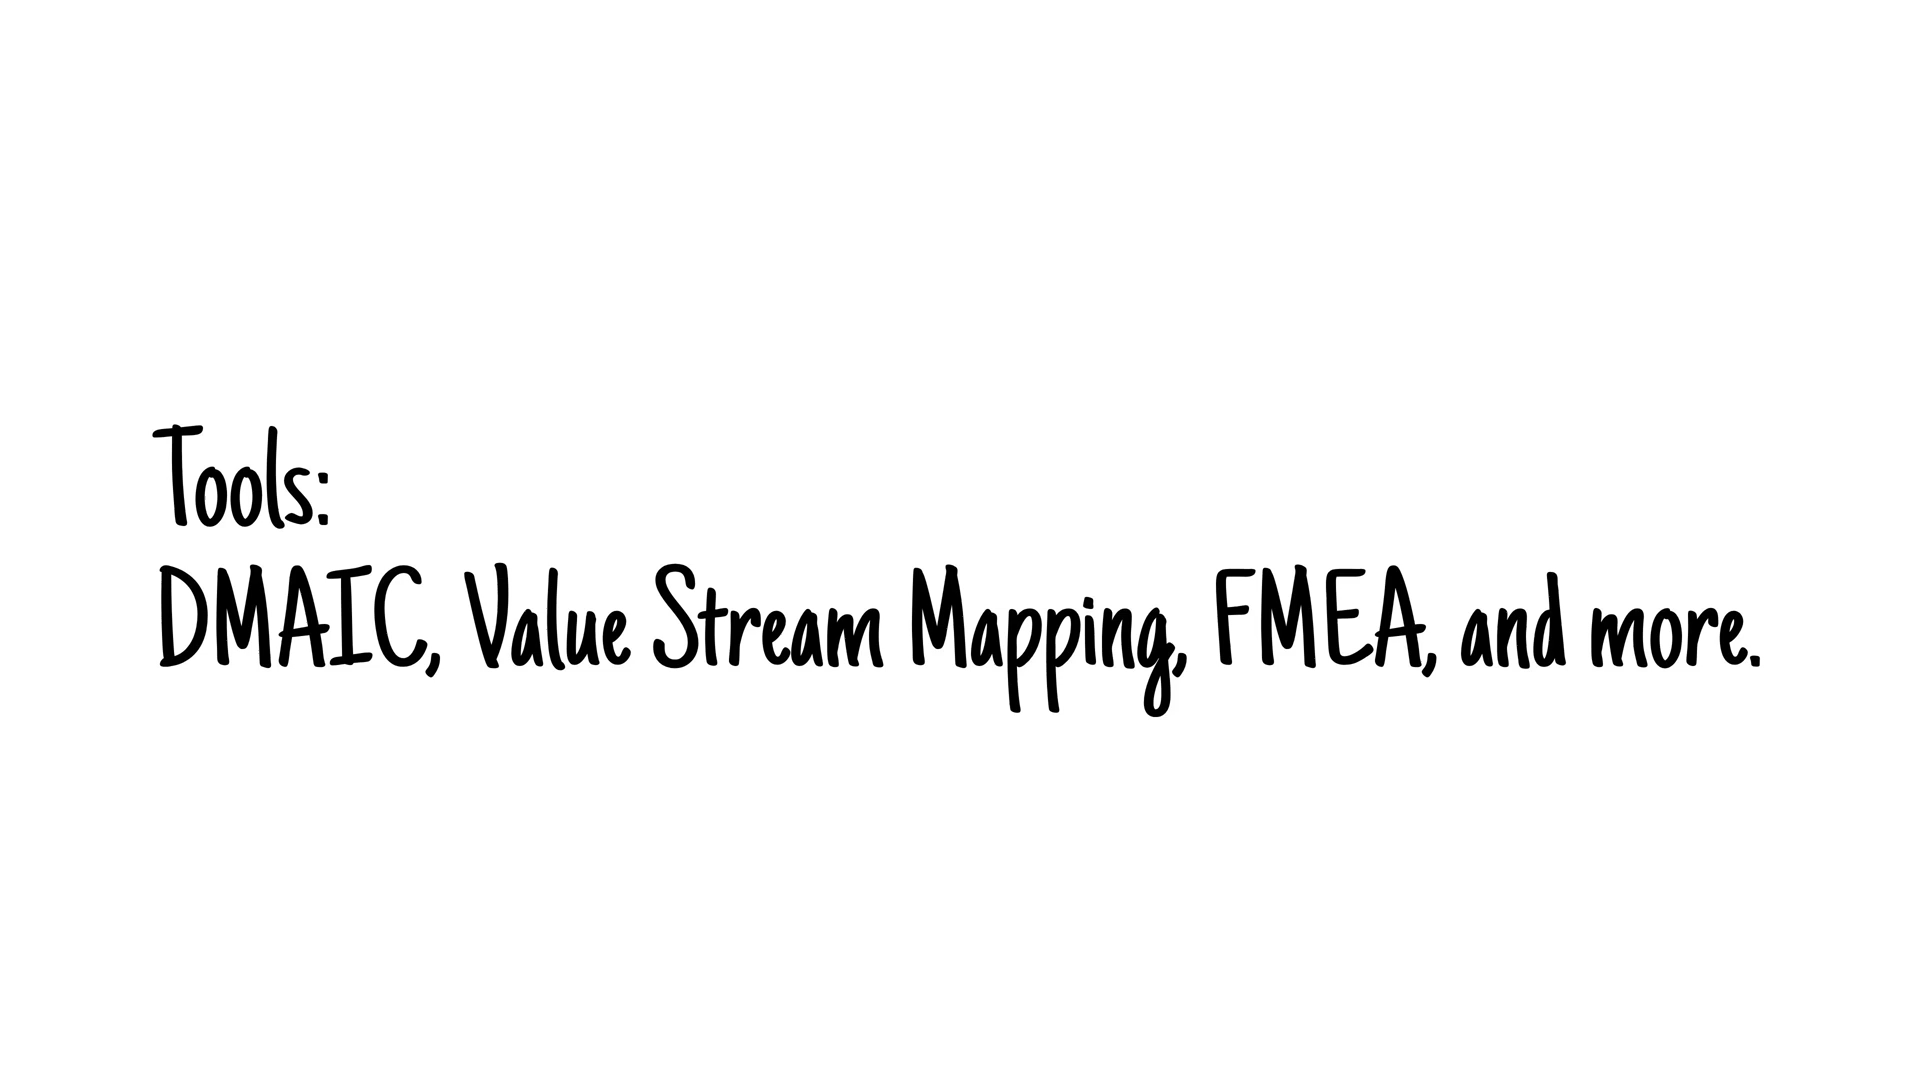 Tools:
DMAIC, Value Stream Mapping, FMEA, and more.